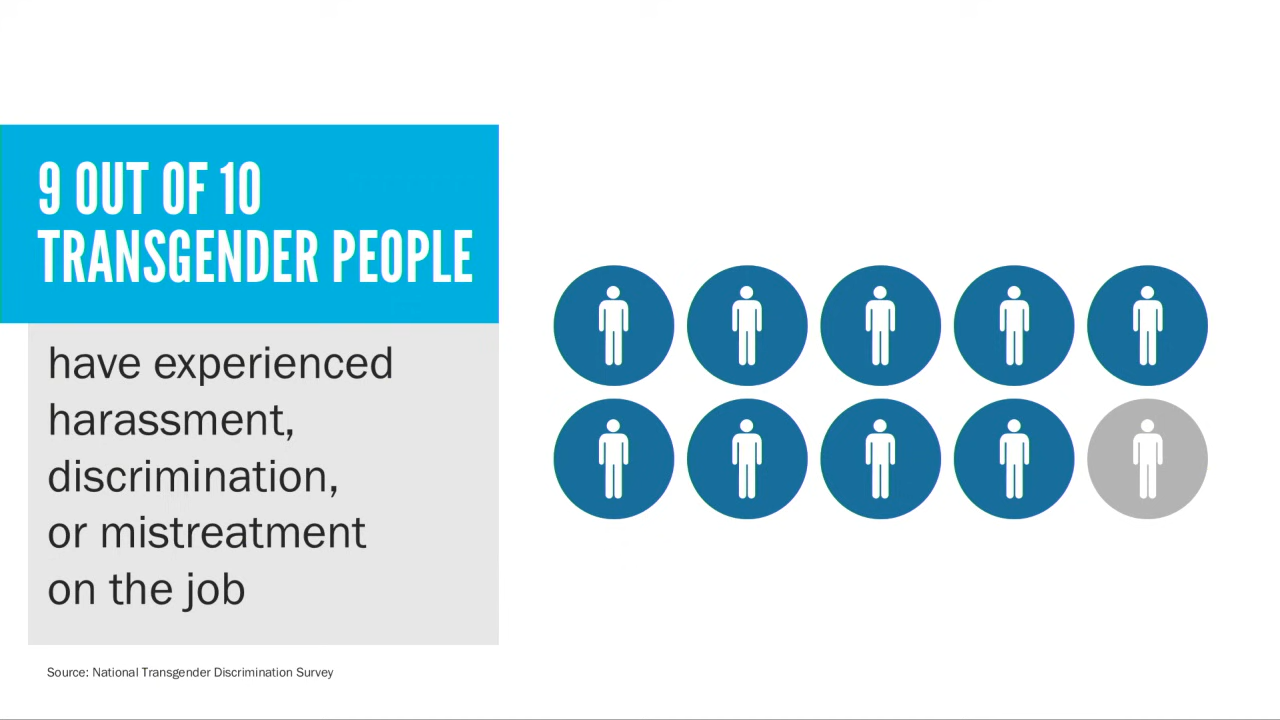 9 OUT OF 10
TRANSGENDER PEOPLE
have experienced
harassment,
discrimination,
or mistreatment
on the job
Source: National Transgender Discrimination Survey